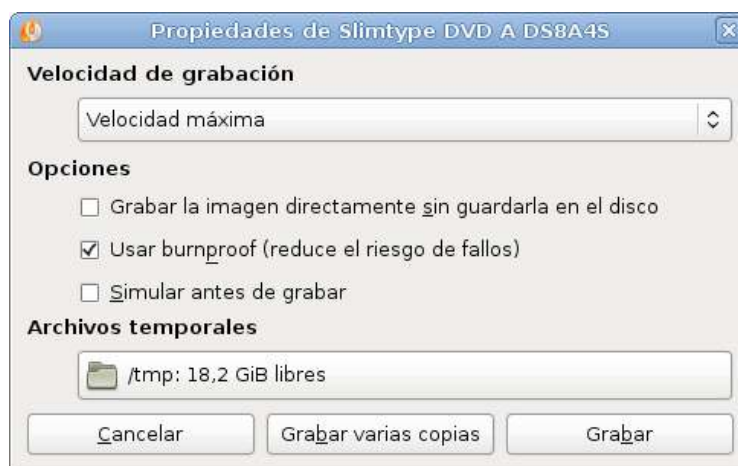 Propiedades de Slimtype DVD A DS8A4S
Velocidad de grabación
Velocidad máxima
Opciones
Grabar la imagen directamente sin guardarla en el disco
Usar burnproof (reduce el riesgo de fallos)
Simular antes de grabar
Archivos temporales
/tmp: 18,2 GiB libres
Cancelar Grabar varias copias Grabar